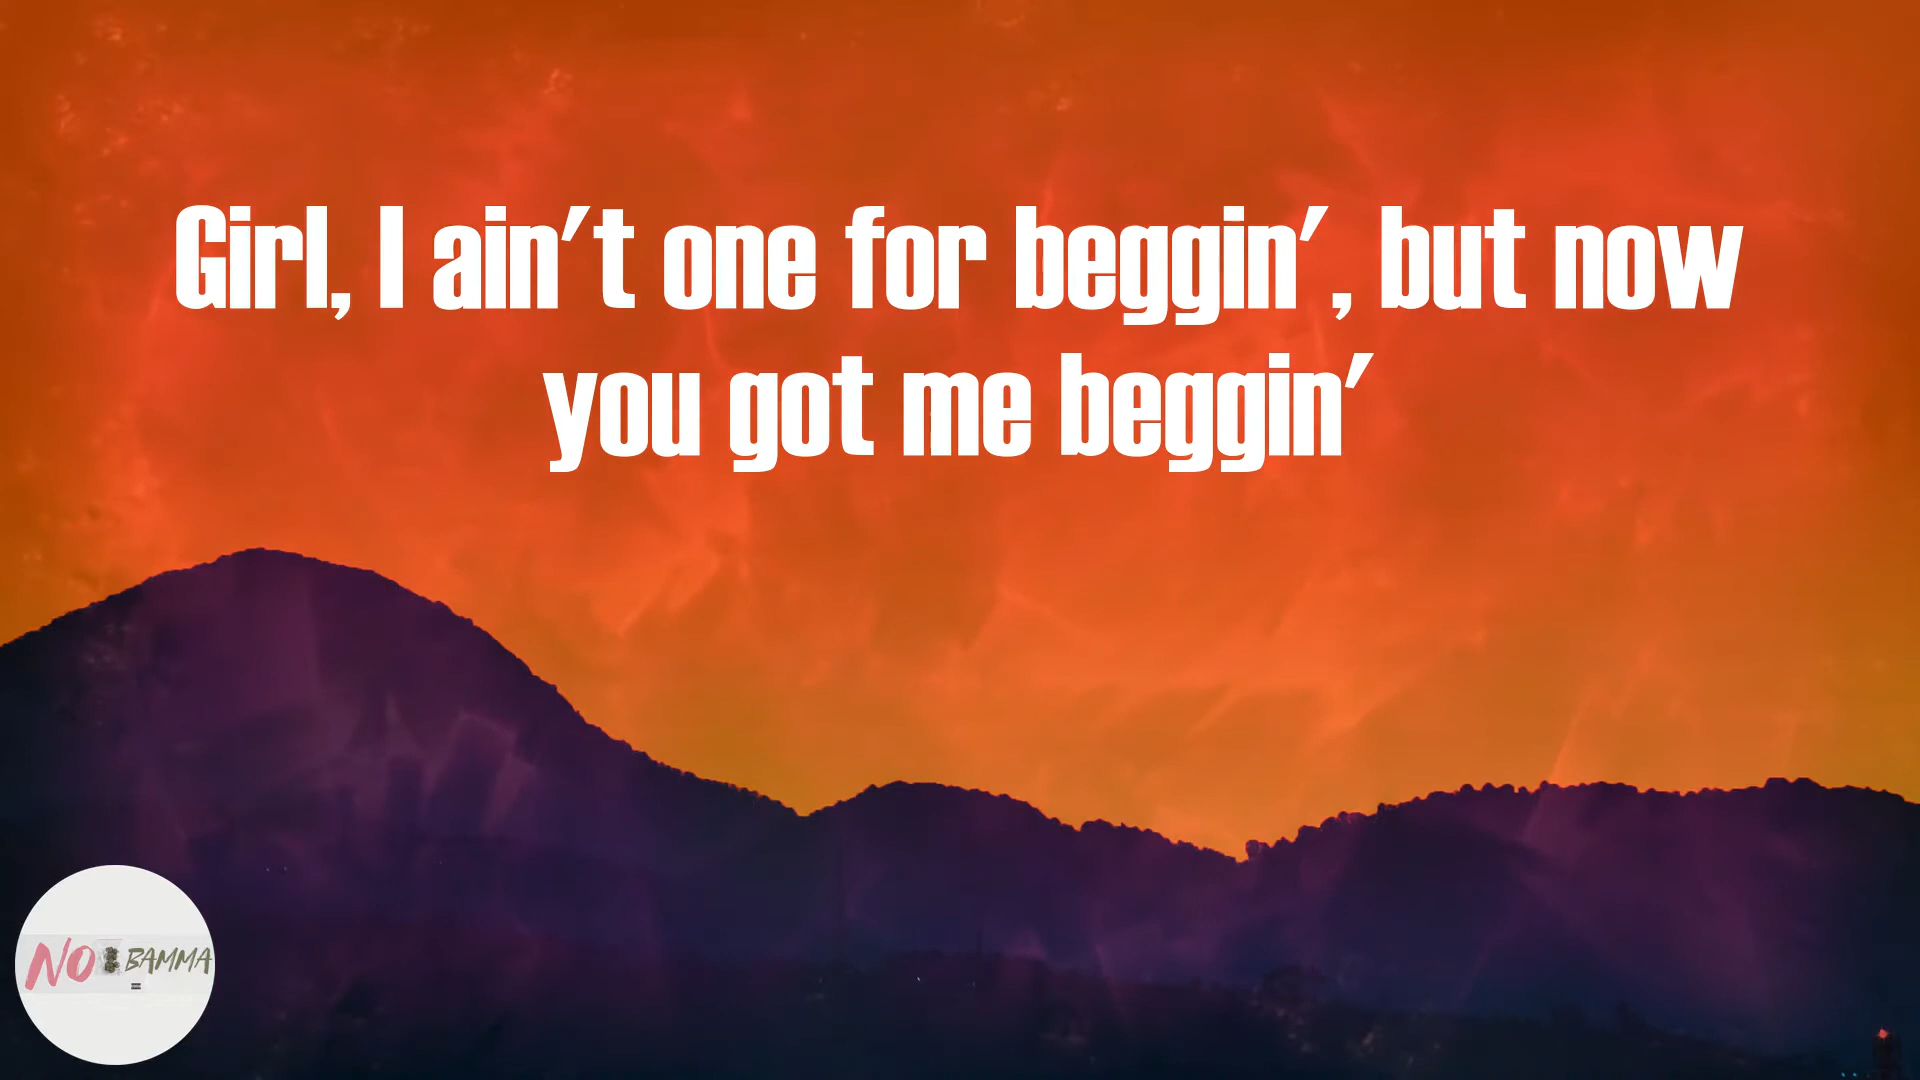 Girl, I ain't one for beggin', but now
you got me beggin'
NO BAMMA